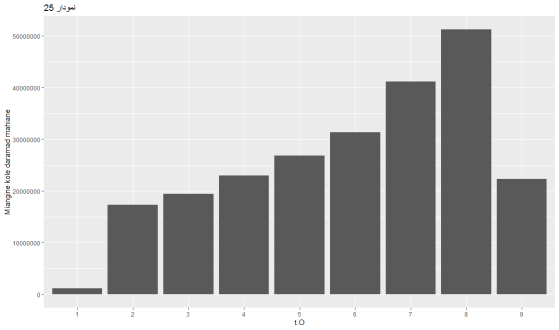 نمودار 25
Miangine kole daramad mahane
50000000
40000000
30000000
20000000
10000000
0
1 2 3 4 5 6 7 8 9
t.O